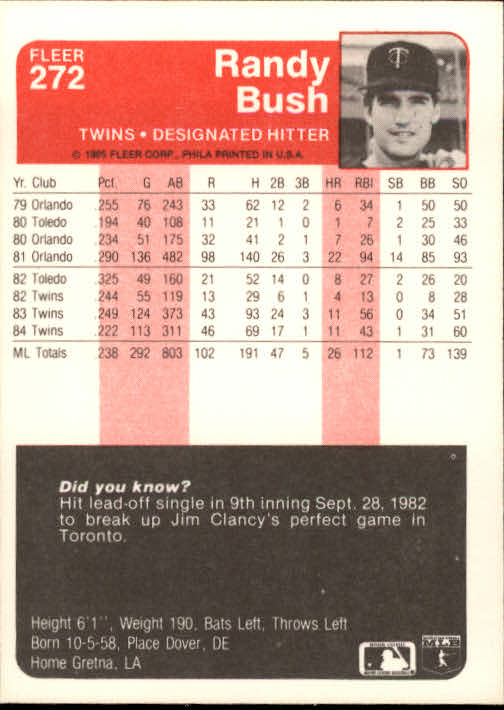 FLEER
272
Randy
Bush
TWINS • DESIGNATED HITTER
© 1985 FLEER CORP., PHILA PRINTED IN U.S.A.
Yr. Club Pct. G AB R H 2B 3B HR RBI SB BB SO
79 Orlando .255 76 243 33 62 12 2 6 34 1 50 50
80 Toledo .194 40 108 11 21 1 0 1 7 2 25 33
80 Orlando .234 51 175 32 41 2 1 7 26 1 30 46
81 Orlando .290 136 482 98 140 26 3 22 94 14 85 93
82 Toledo .325 49 160 21 52 14 0 8 27 2 26 20
82 Twins .244 55 119 13 29 6 1 4 13 0 8 28
83 Twins .249 124 373 43 93 24 3 11 56 0 34 51
84 Twins .222 113 311 46 69 17 1 11 43 1 31 60
ML Totals .238 292 803 102 191 47 5 26 112 1 73 139
Did you know?
Hit lead-off single in 9th inning Sept. 28, 1982
to break up Jim Clancy's perfect game in
Toronto.
Height 6'1'', Weight 190, Bats Left, Throws Left
Born 10-5-58, Place Dover, DE
Home Gretna, LA